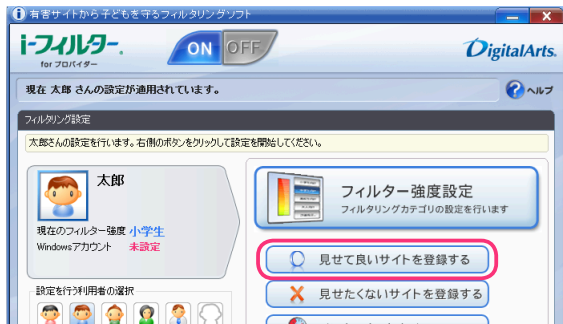 有害サイトから子どもを守るフィルタリングソフト
i-フィルター®
for プロバイダー
ON OFF
DigitalArts.
現在 太郎 さんの設定が適用されています。
ヘルプ
フィルタリング設定
太郎さんの設定を行います。右側のボタンをクリックして設定を開始してください。
太郎
現在のフィルター強度 小学生
Windowsアカウント 未設定
設定を行う利用者の選択
フィルター強度設定
フィルタリングカテゴリの設定を行います
見せて良いサイトを登録する
見せたくないサイトを登録する